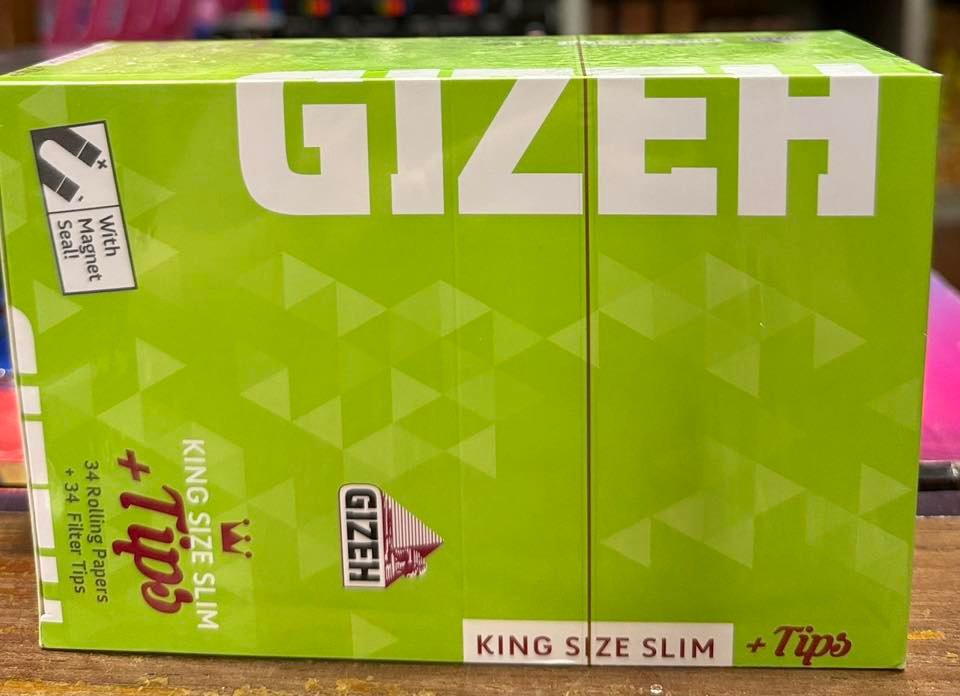 GIZEH
With
Magnet
Seal!
KING SIZE SLIM
+ Tips
34 Rolling Papers
+ 34 Filter Tips
GIZEH
KING SIZE SLIM + Tips